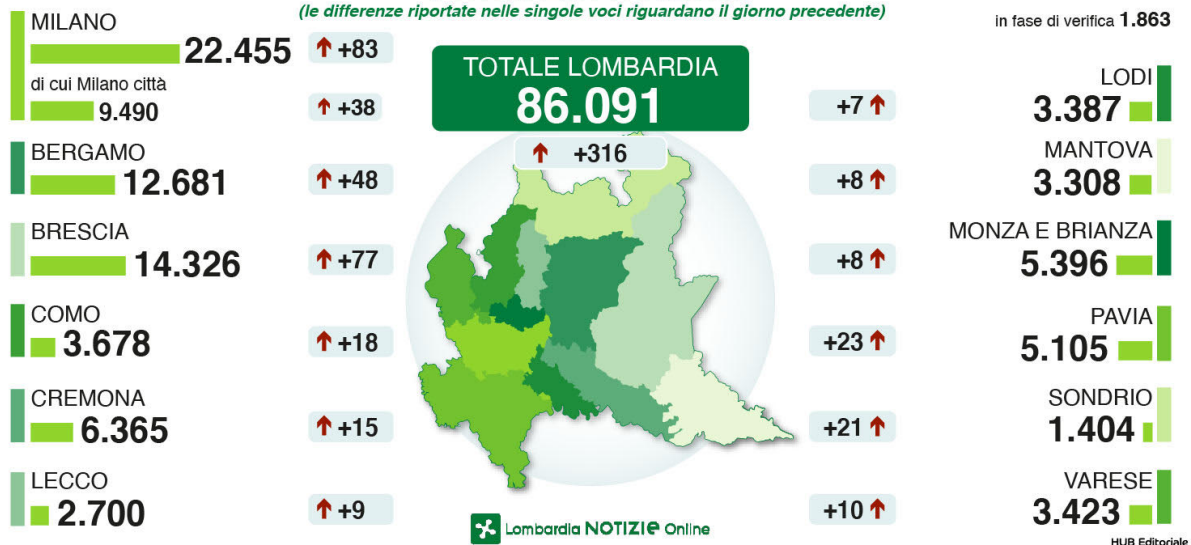 (le differenze riportate nelle singole voci riguardano il giorno precedente)
in fase di verifica 1.863
MILANO
22.455
+83
di cui Milano città
9.490
+38
BERGAMO
12.681
+48
BRESCIA
14.326
+77
COMO
3.678
+18
CREMONA
6.365
+15
LECCO
2.700
+9
TOTALE LOMBARDIA
86.091
+316
LODI
+7
3.387
MANTOVA
+8
3.308
MONZA E BRIANZA
+8
5.396
PAVIA
+23
5.105
SONDRIO
+21
1.404
VARESE
+10
3.423
Lombardia NOTIZIE Online
HUB Editoriale